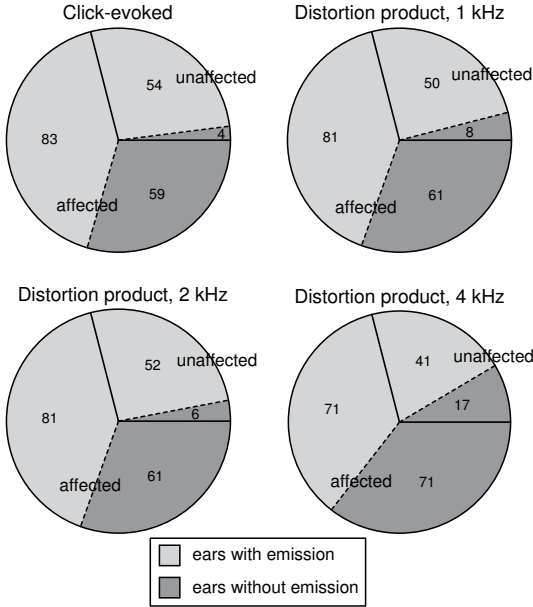 Click-evoked
54
unaffected
83
4
affected
59
Distortion product, 1 kHz
50
unaffected
81
8
affected
61
Distortion product, 2 kHz
52
unaffected
81
6
affected
61
Distortion product, 4 kHz
41
unaffected
71
17
affected
71
ears with emission
ears without emission